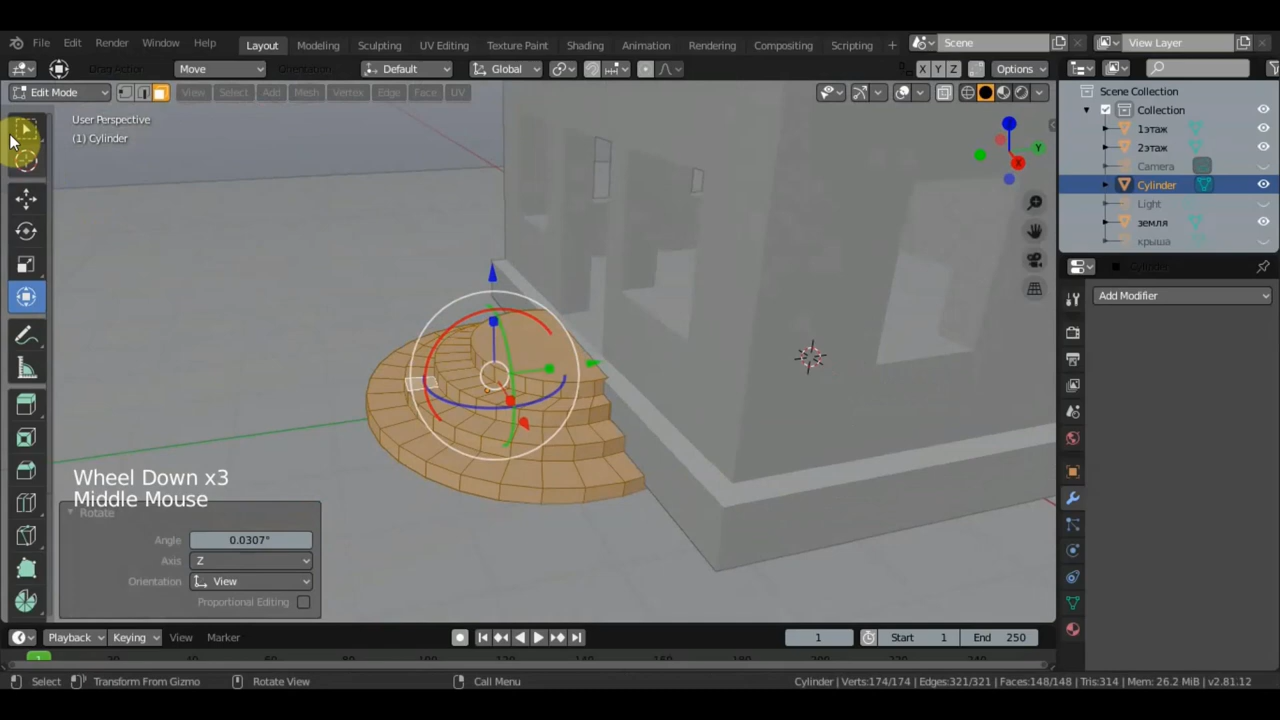 File Edit Render Window Help Layout Modeling Sculpting UV Editing Texture Paint Shading Animation Rendering Compositing Scripting + Scene View Layer
Drag Action Move Orientation Default Global X Y Z Options
Edit Mode View Select Add Mesh Vertex Edge Face UV
Scene Collection
Collection
1этаж
2этаж
Camera
Cylinder
Light
земля
крыша
User Perspective
(1) Cylinder
Y
X
Cylinder
Add Modifier
Wheel Down x3
Middle Mouse
Rotate
Angle 0.0307°
Axis Z
Orientation View
Proportional Editing
Playback Keying View Marker 1 Start 1 End 250
1
Select Transform From Gizmo Rotate View Call Menu Cylinder | Verts:174/174 | Edges:321/321 | Faces:148/148 | Tris:314 | Mem: 26.2 MiB | v2.81.12